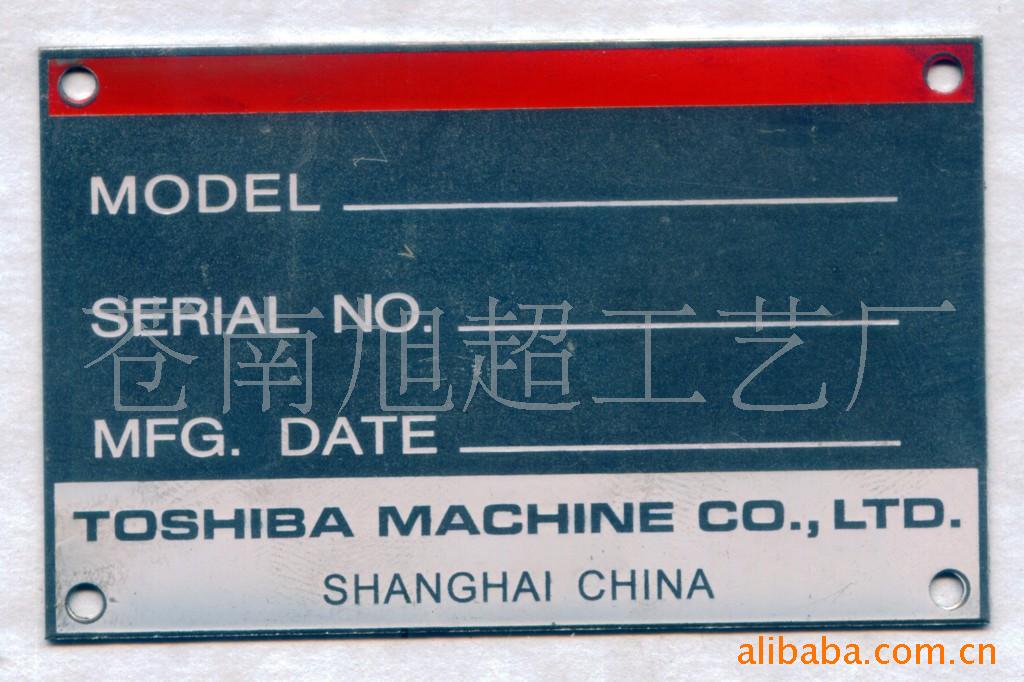 MODEL
SERIAL NO.
苍南旭超工艺厂
MFG. DATE
TOSHIBA MACHINE CO., LTD.
SHANGHAI CHINA
alibaba.com.cn